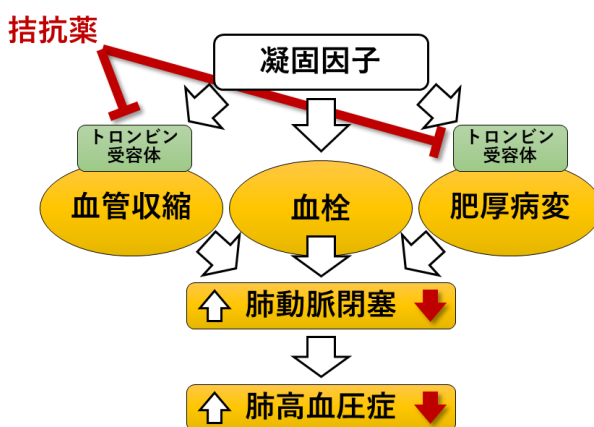 拮抗薬
凝固因子
トロンビン
受容体
トロンビン
受容体
血管収縮
血栓
肥厚病変
肺動脈閉塞
肺高血圧症